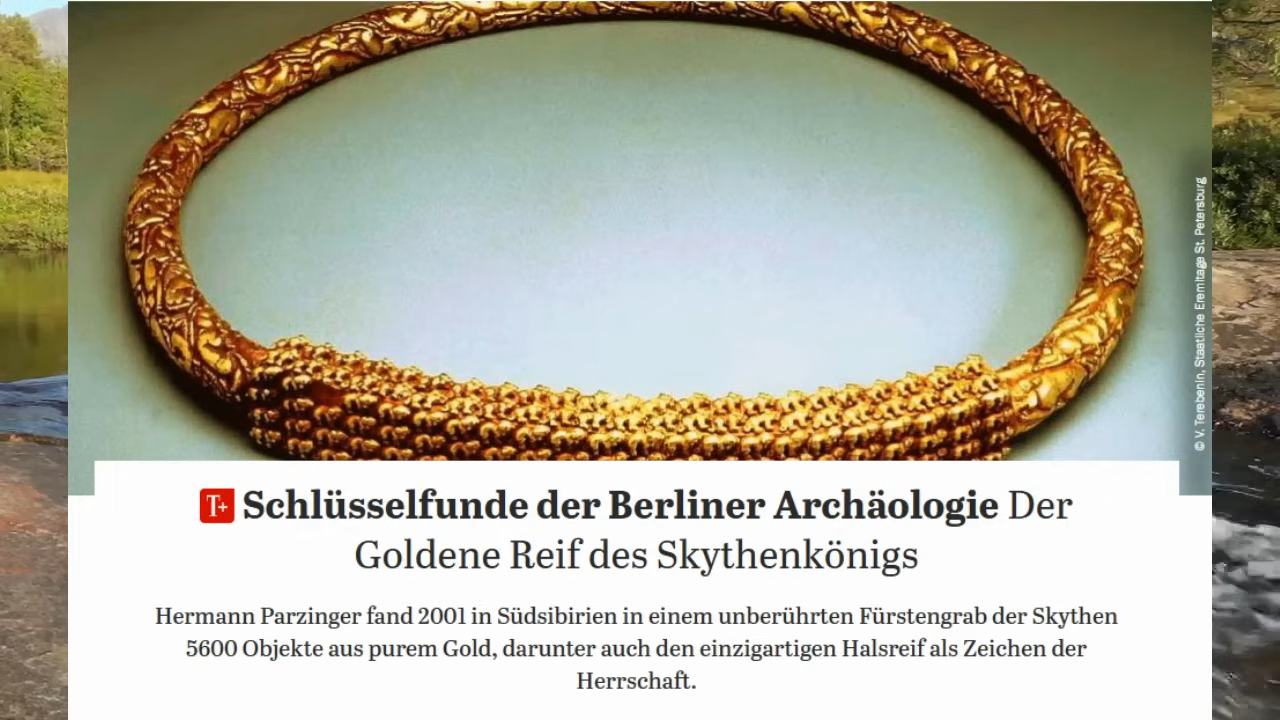 © V. Terebenin, Staatliche Eremitage St. Petersburg
T+ Schlüsselfunde der Berliner Archäologie Der
Goldene Reif des Skythenkönigs
Hermann Parzinger fand 2001 in Südsibirien in einem unberührten Fürstengrab der Skythen
5600 Objekte aus purem Gold, darunter auch den einzigartigen Halsreif als Zeichen der
Herrschaft.